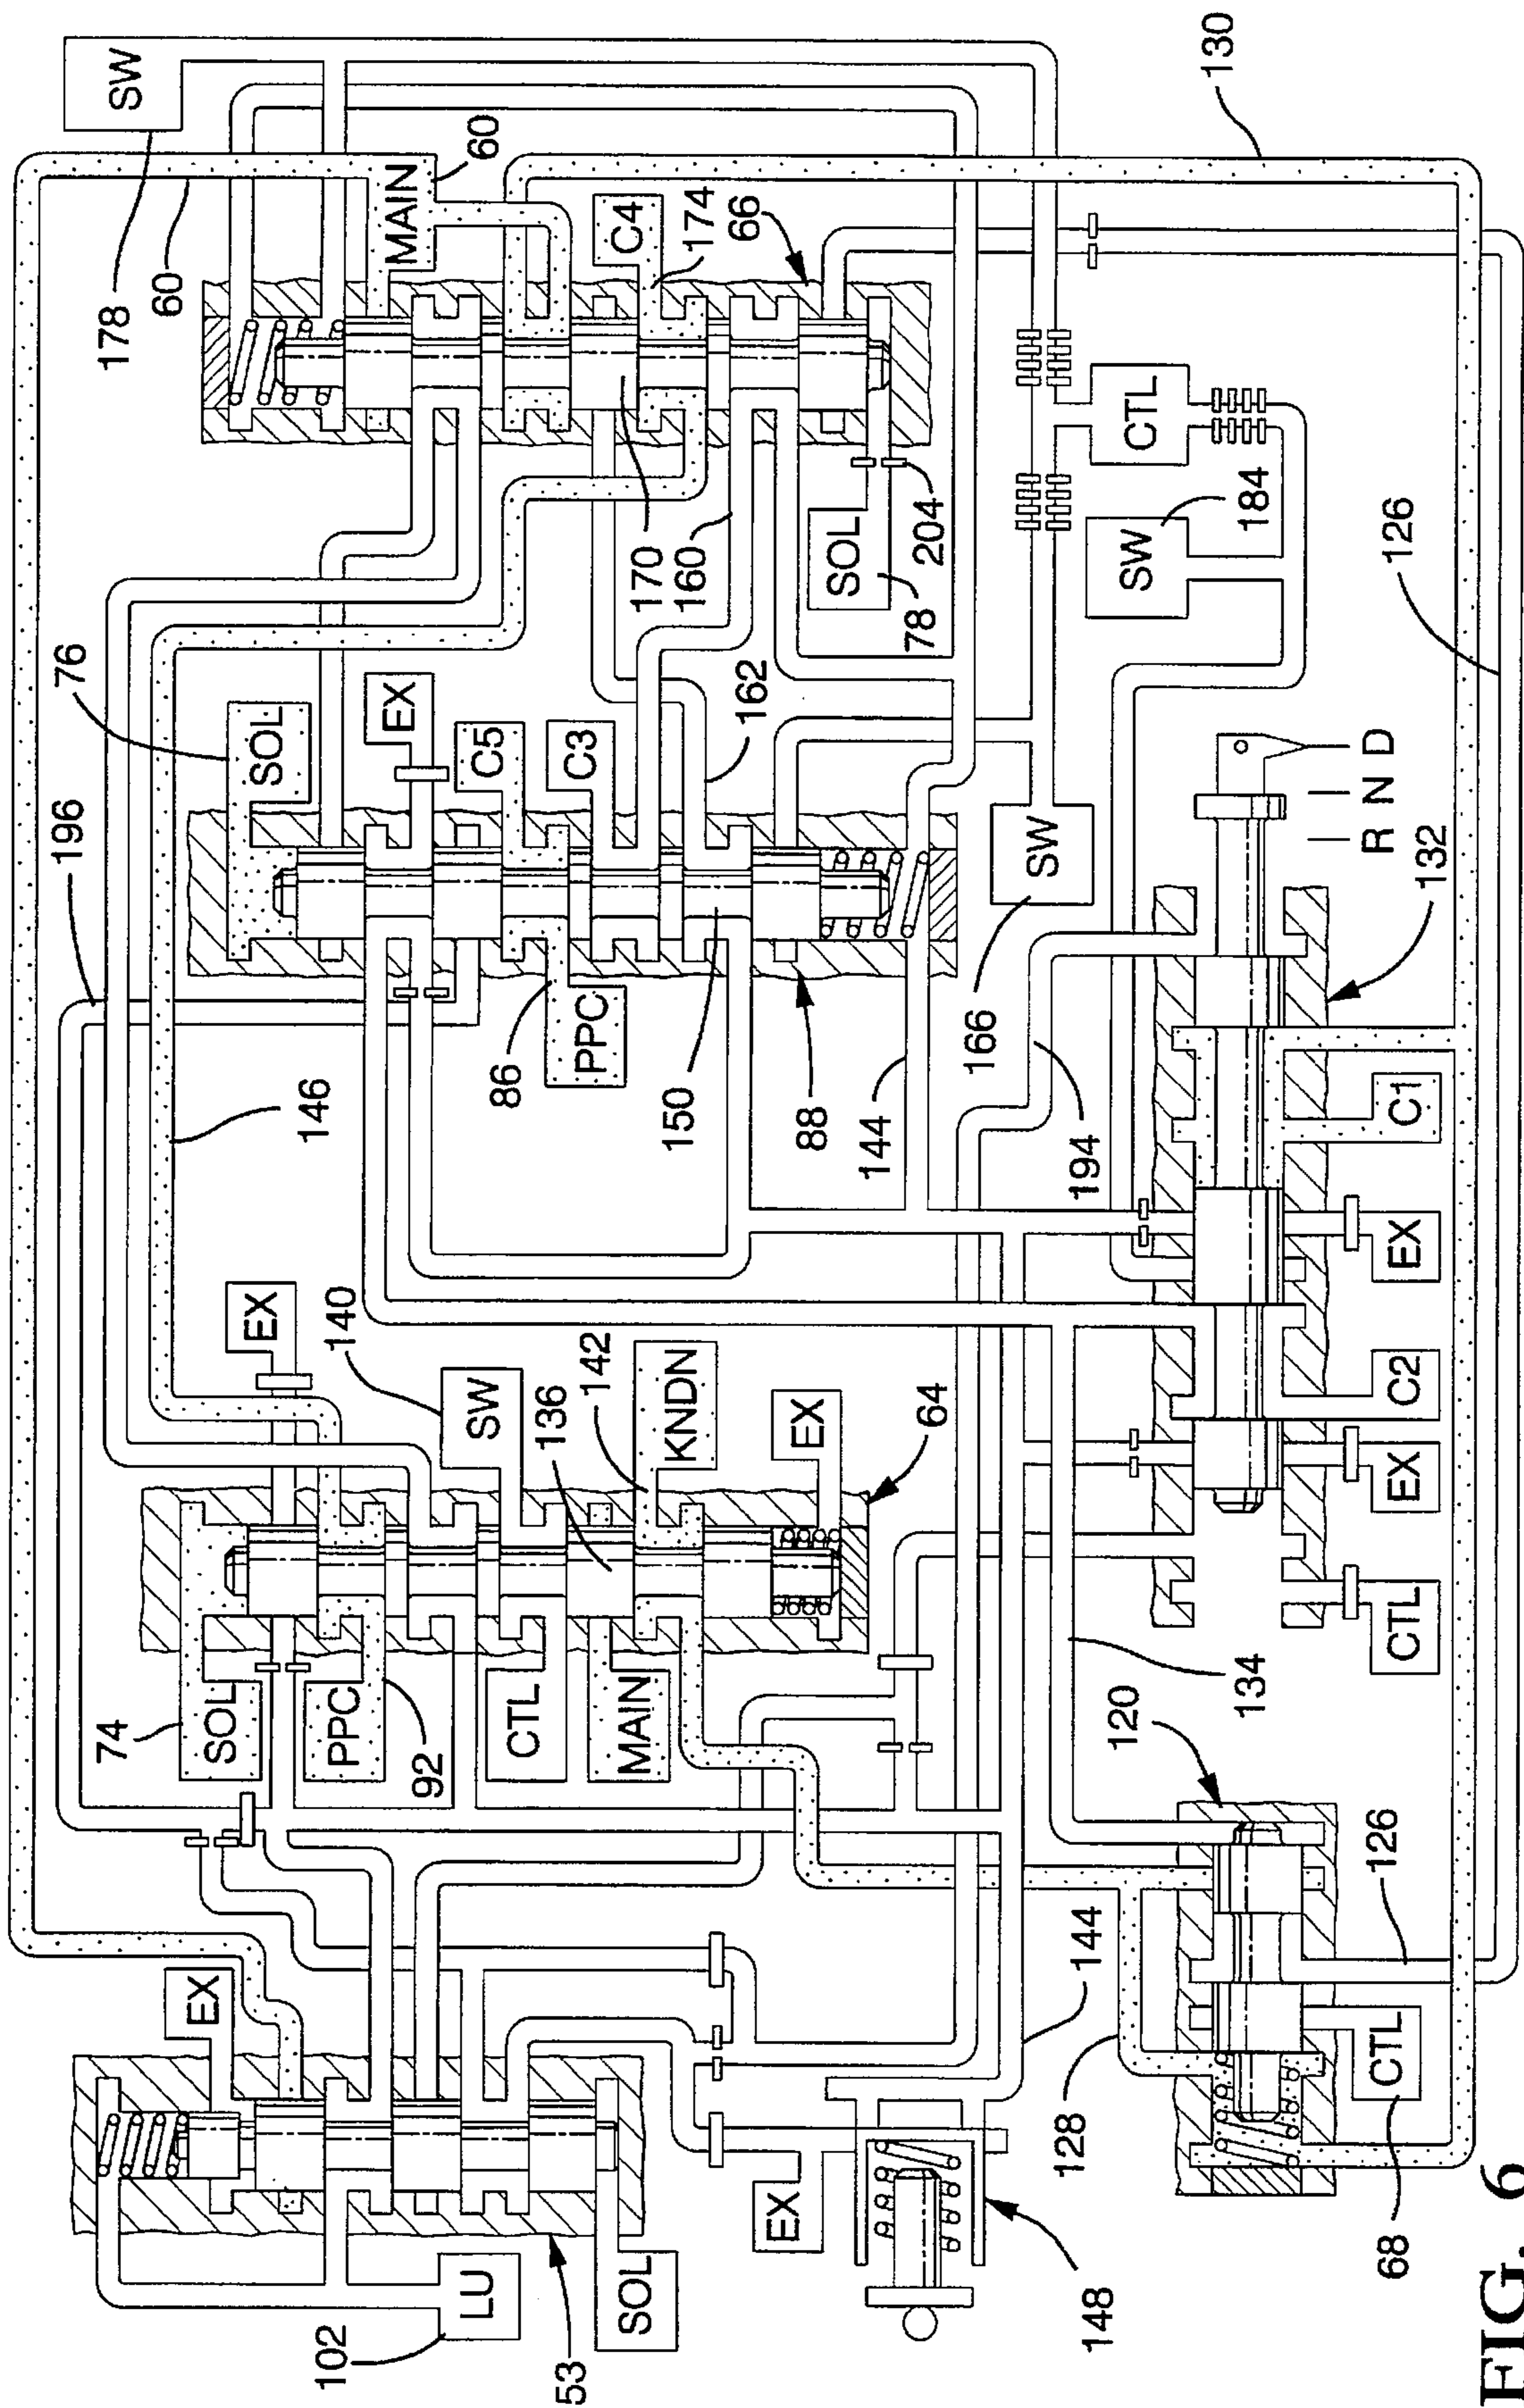 SW
178
60
MAIN
60
C4
174
66
130
196
76
SOL
EX
C5
C3
170
160
162
SOL
78
204
CTL
SW
184
126
146
86
PPC
150
88
144
SW
166
194
R N D
132
C1
EX
C2
EX
CTL
EX
140
SW
142
136
KNDN
EX
64
74
SOL
PPC
92
CTL
MAIN
134
120
126
EX
144
128
CTL
68
102
LU
53
SOL
EX
148
FIG. 6